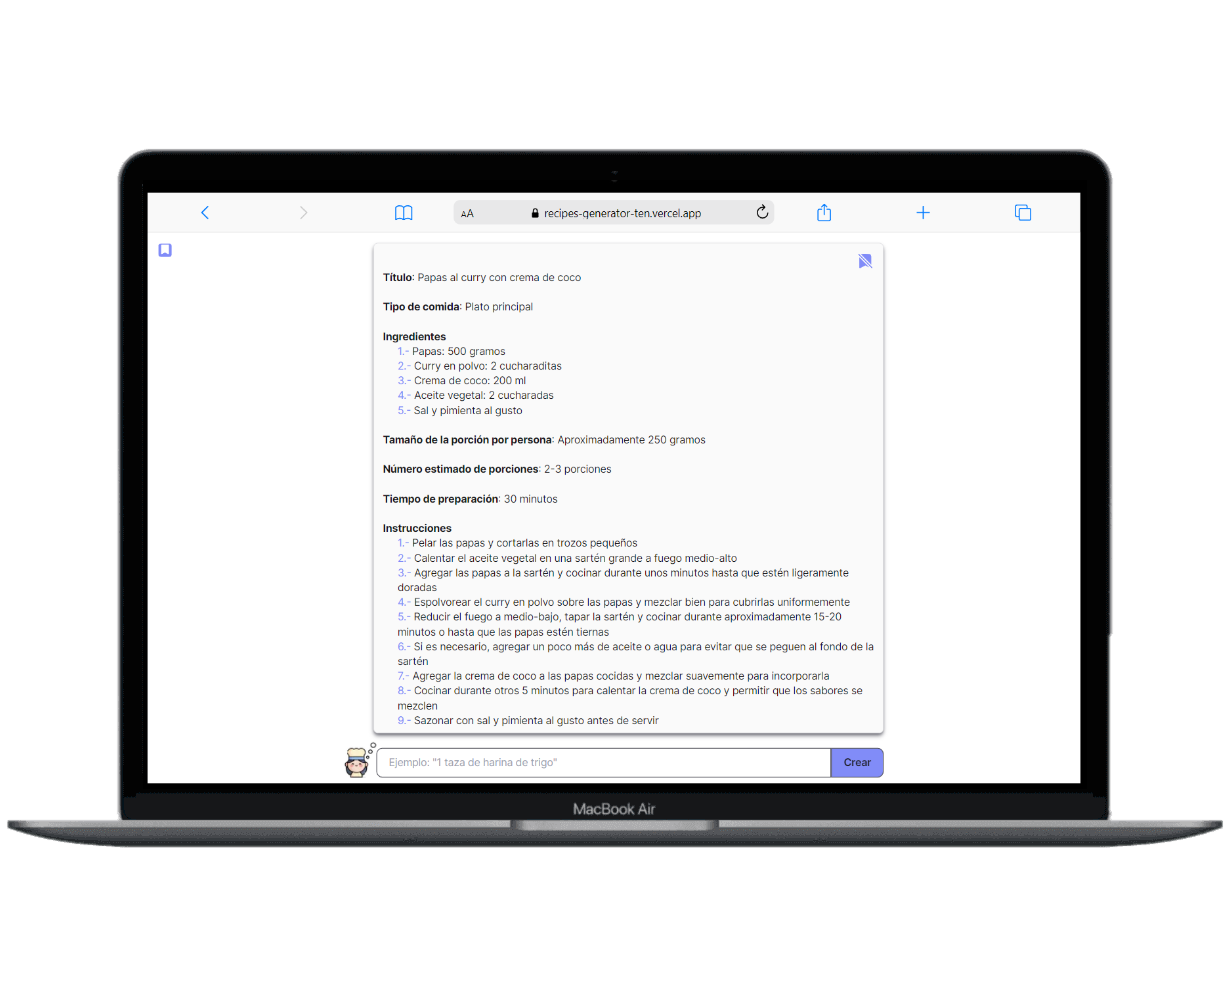 AA recipes-generator-ten.vercel.app
Título: Papas al curry con crema de coco
Tipo de comida: Plato principal
Ingredientes
1.- Papas: 500 gramos
2.- Curry en polvo: 2 cucharaditas
3.- Crema de coco: 200 ml
4.- Aceite vegetal: 2 cucharadas
5.- Sal y pimienta al gusto
Tamaño de la porción por persona: Aproximadamente 250 gramos
Número estimado de porciones: 2-3 porciones
Tiempo de preparación: 30 minutos
Instrucciones
1.- Pelar las papas y cortarlas en trozos pequeños
2.- Calentar el aceite vegetal en una sartén grande a fuego medio-alto
3.- Agregar las papas a la sartén y cocinar durante unos minutos hasta que estén ligeramente
doradas
4.- Espolvorear el curry en polvo sobre las papas y mezclar bien para cubrirlas uniformemente
5.- Reducir el fuego a medio-bajo, tapar la sartén y cocinar durante aproximadamente 15-20
minutos o hasta que las papas estén tiernas
6.- Si es necesario, agregar un poco más de aceite o agua para evitar que se peguen al fondo de la
sartén
7.- Agregar la crema de coco a las papas cocidas y mezclar suavemente para incorporarla
8.- Cocinar durante otros 5 minutos para calentar la crema de coco y permitir que los sabores se
mezclen
9.- Sazonar con sal y pimienta al gusto antes de servir
Ejemplo: "1 taza de harina de trigo" Crear
MacBook Air